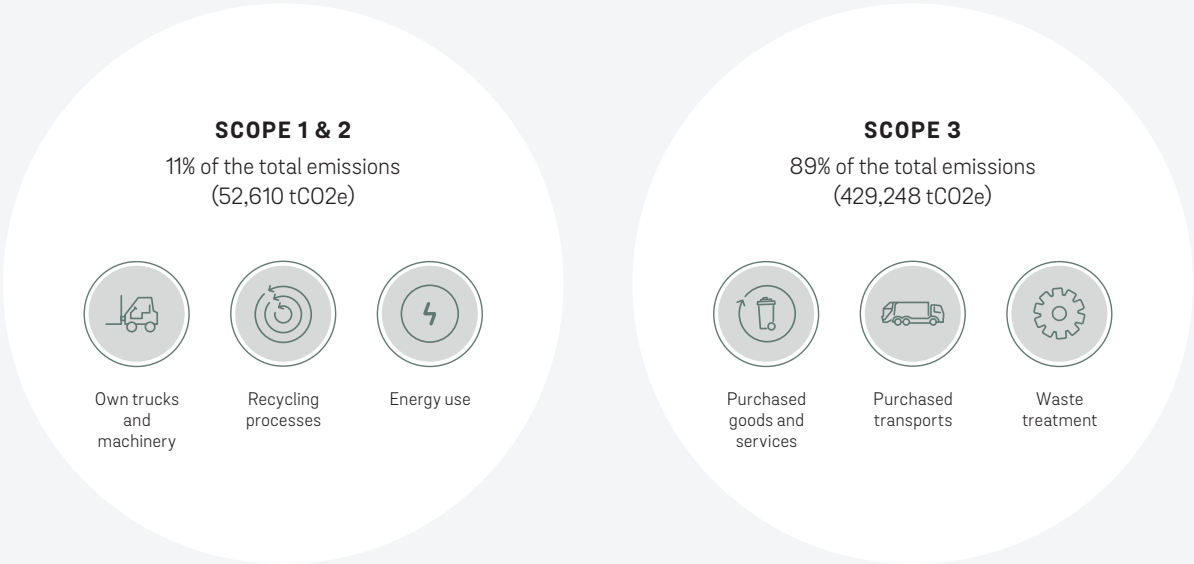 SCOPE 1 & 2
11% of the total emissions
(52,610 tCO2e)
Own trucks
and
machinery
Recycling
processes
Energy use
SCOPE 3
89% of the total emissions
(429,248 tCO2e)
Purchased
goods and
services
Purchased
transports
Waste
treatment